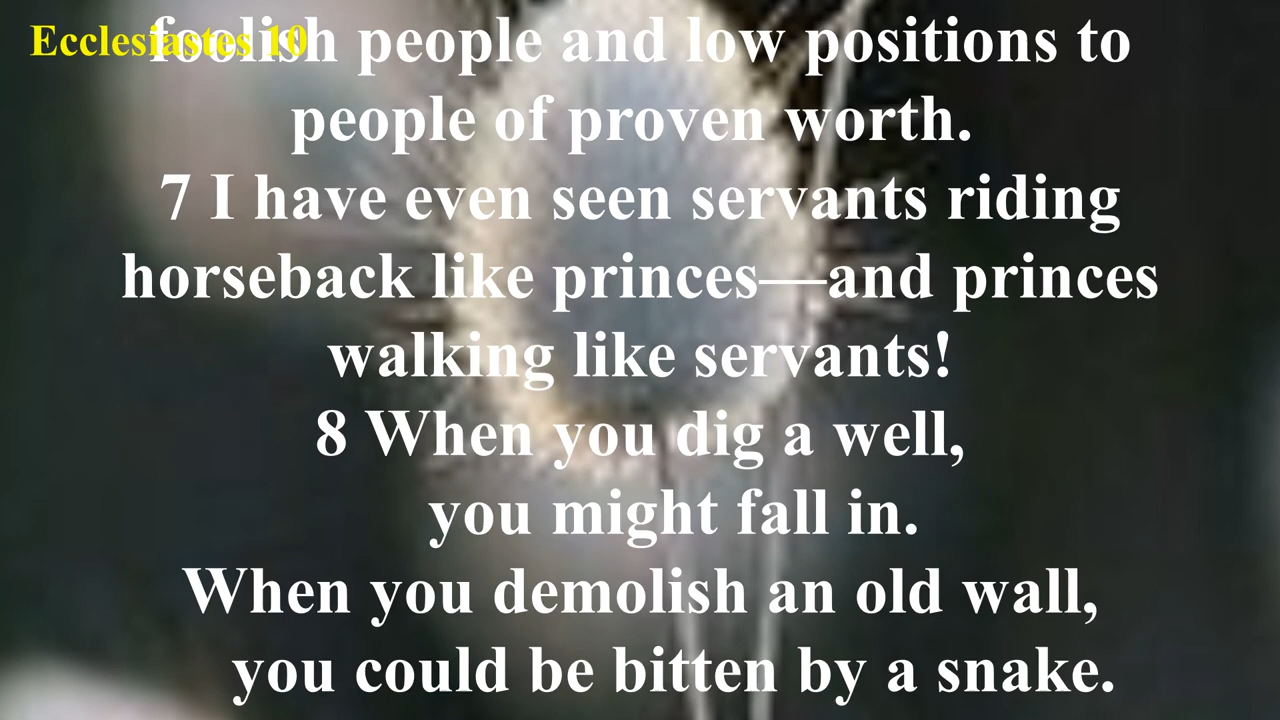 Ecclesiastes 10
foolish people and low positions to
people of proven worth.
7 I have even seen servants riding
horseback like princes—and princes
walking like servants!
8 When you dig a well,
you might fall in.
When you demolish an old wall,
you could be bitten by a snake.